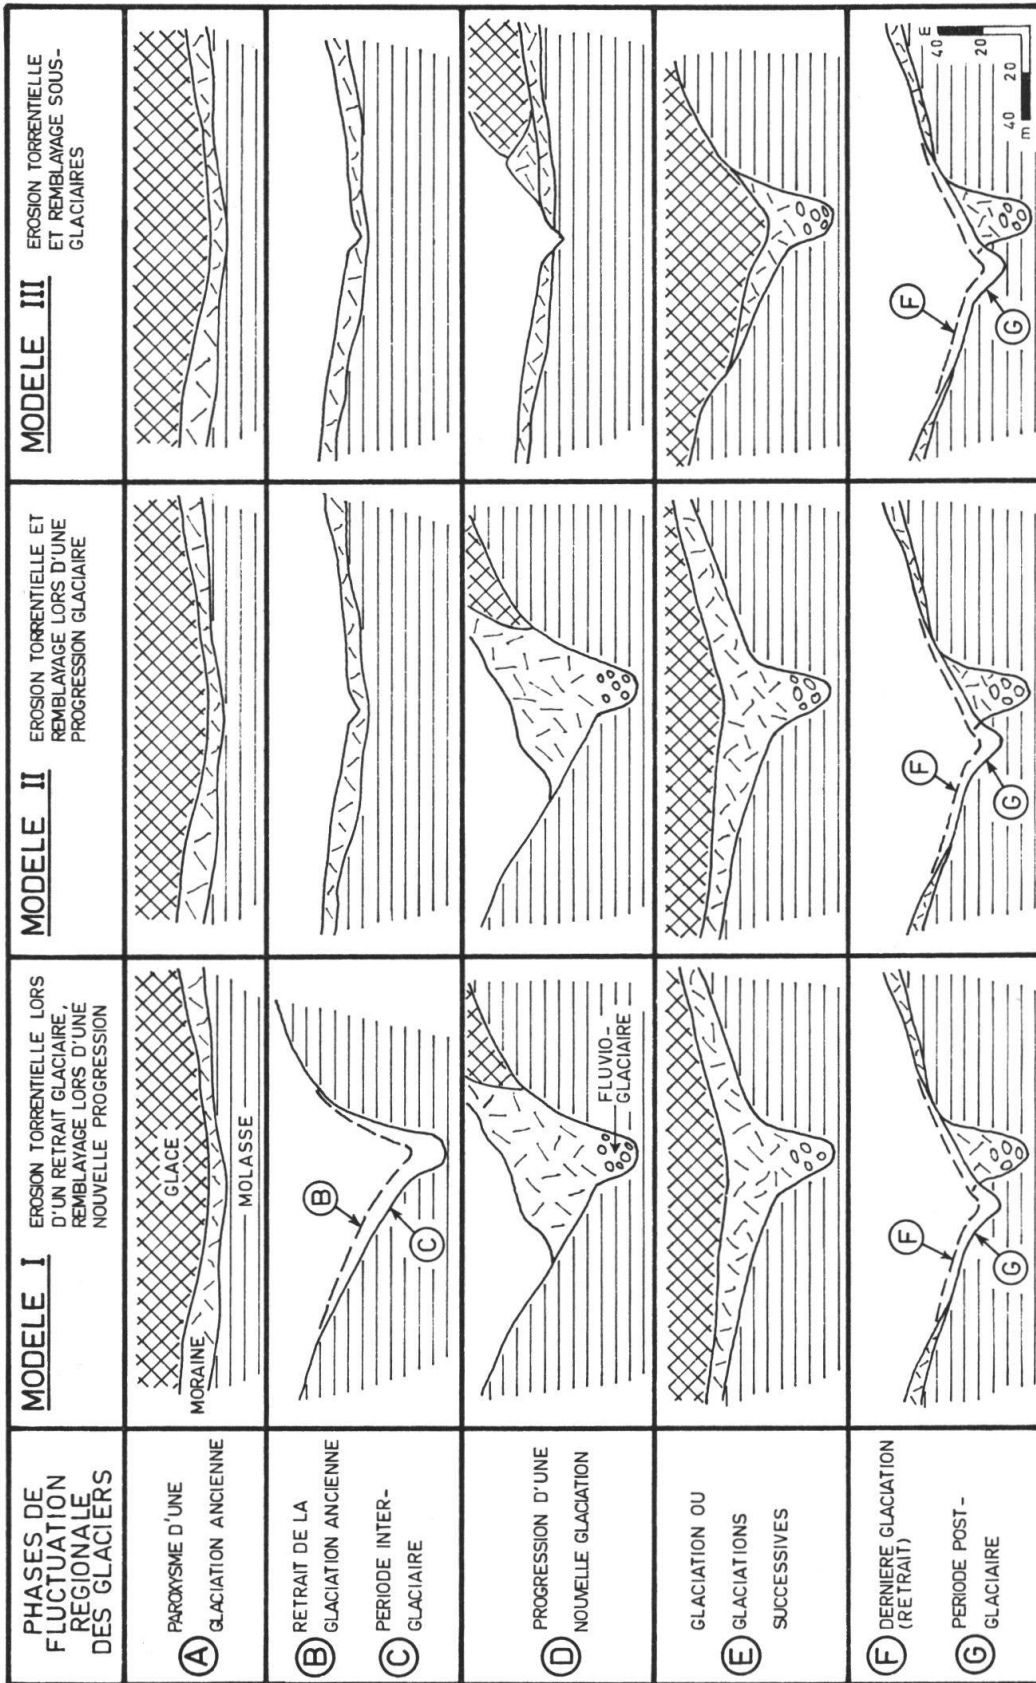 PHASES DE
FLUCTUATION
REGIONALE
DES GLACIERS
MODELE I
EROSION TORRENTIELLE LORS
D'UN RETRAIT GLACIAIRE,
REMBLAYAGE LORS D'UNE
NOUVELLE PROGRESSION
MODELE II
EROSION TORRENTIELLE ET
REMBLAYAGE LORS D'UNE
PROGRESSION GLACIAIRE
MODELE III
EROSION TORRENTIELLE
ET REMBLAYAGE SOUS-
GLACIAIRES
A PAROXYSME D'UNE
GLACIATION ANCIENNE
GLACE
MORAINE
MOLASSE
B RETRAIT DE LA
GLACIATION ANCIENNE
C PERIODE INTER-
GLACIAIRE
B
C
D PROGRESSION D'UNE
NOUVELLE GLACIATION
FLUVIO-
GLACIAIRE
E GLACIATION OU
GLACIATIONS
SUCCESSIVES
F DERNIERE GLACIATION
(RETRAIT)
G PERIODE POST-
GLACIAIRE
F
G
F
G
F
G
40 E
20
40 20
m